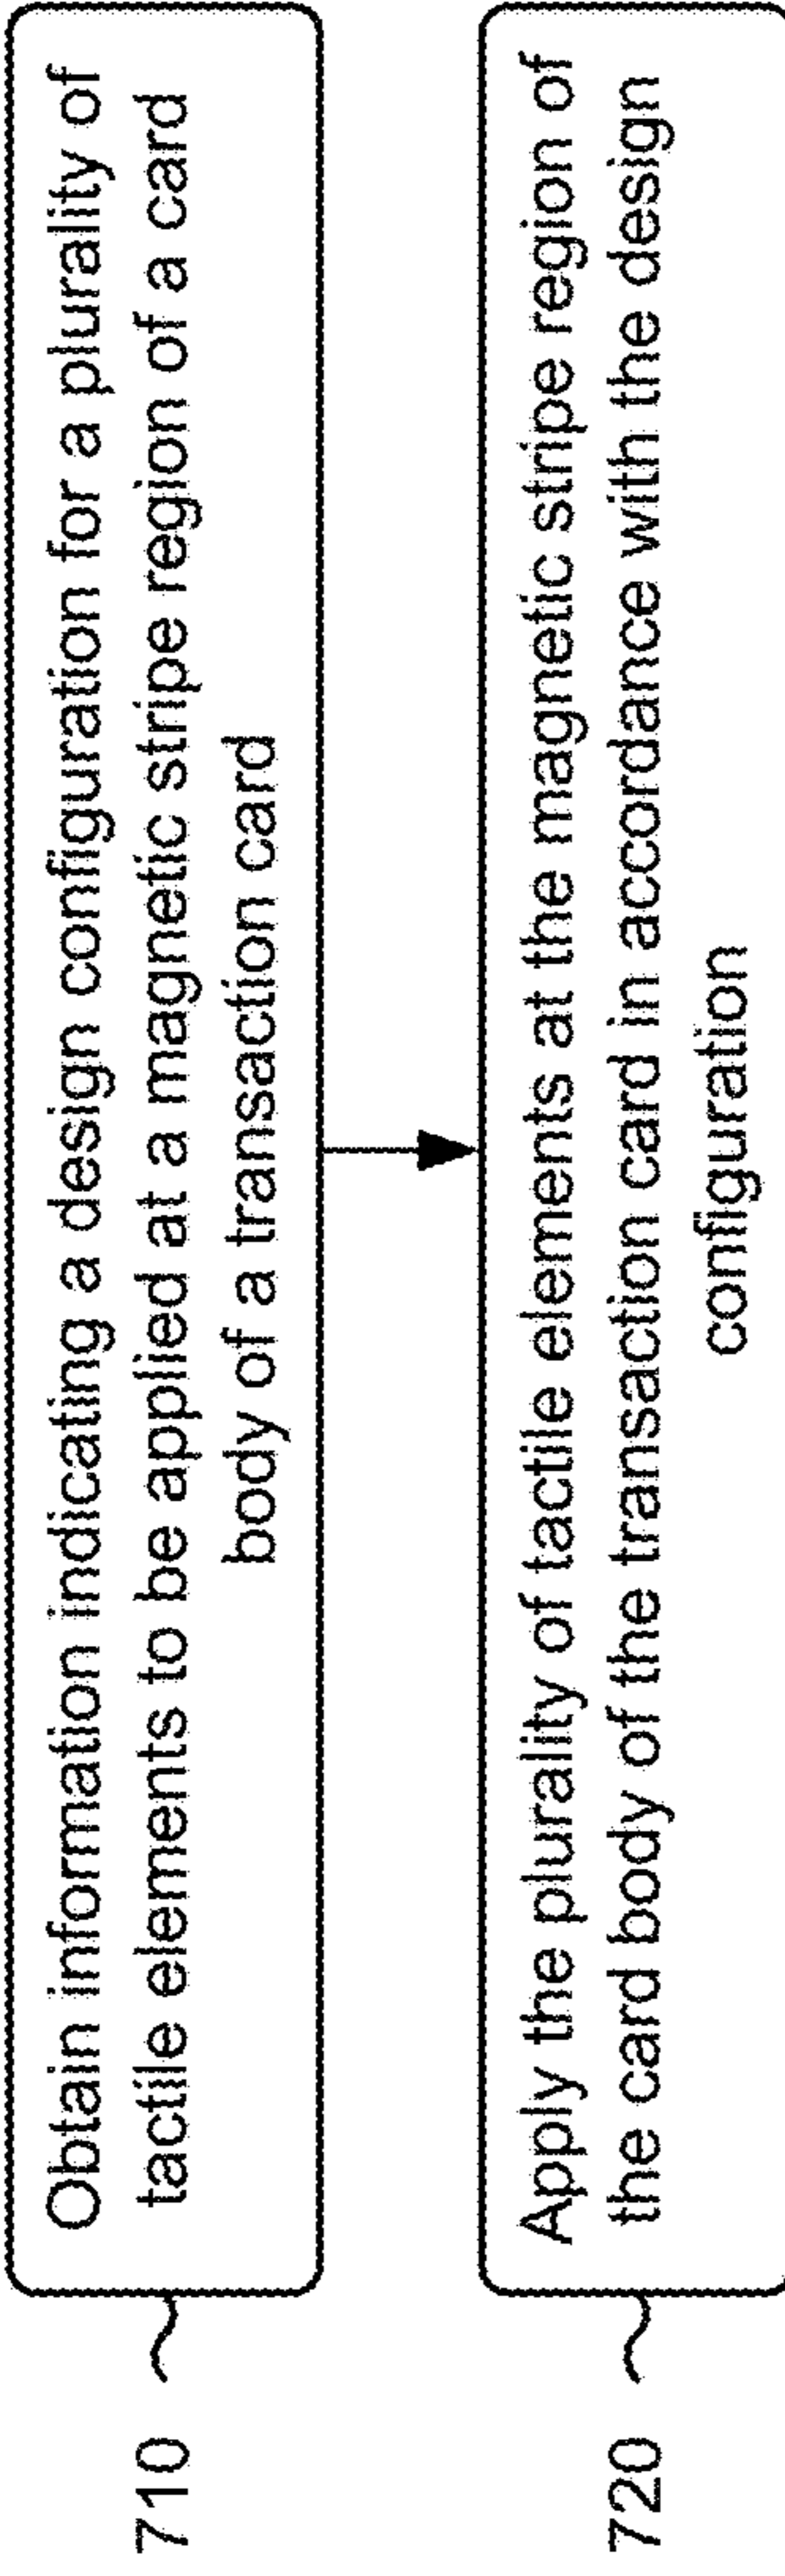 710
Obtain information indicating a design configuration for a plurality of
tactile elements to be applied at a magnetic stripe region of a card
body of a transaction card
720
Apply the plurality of tactile elements at the magnetic stripe region of
the card body of the transaction card in accordance with the design
configuration